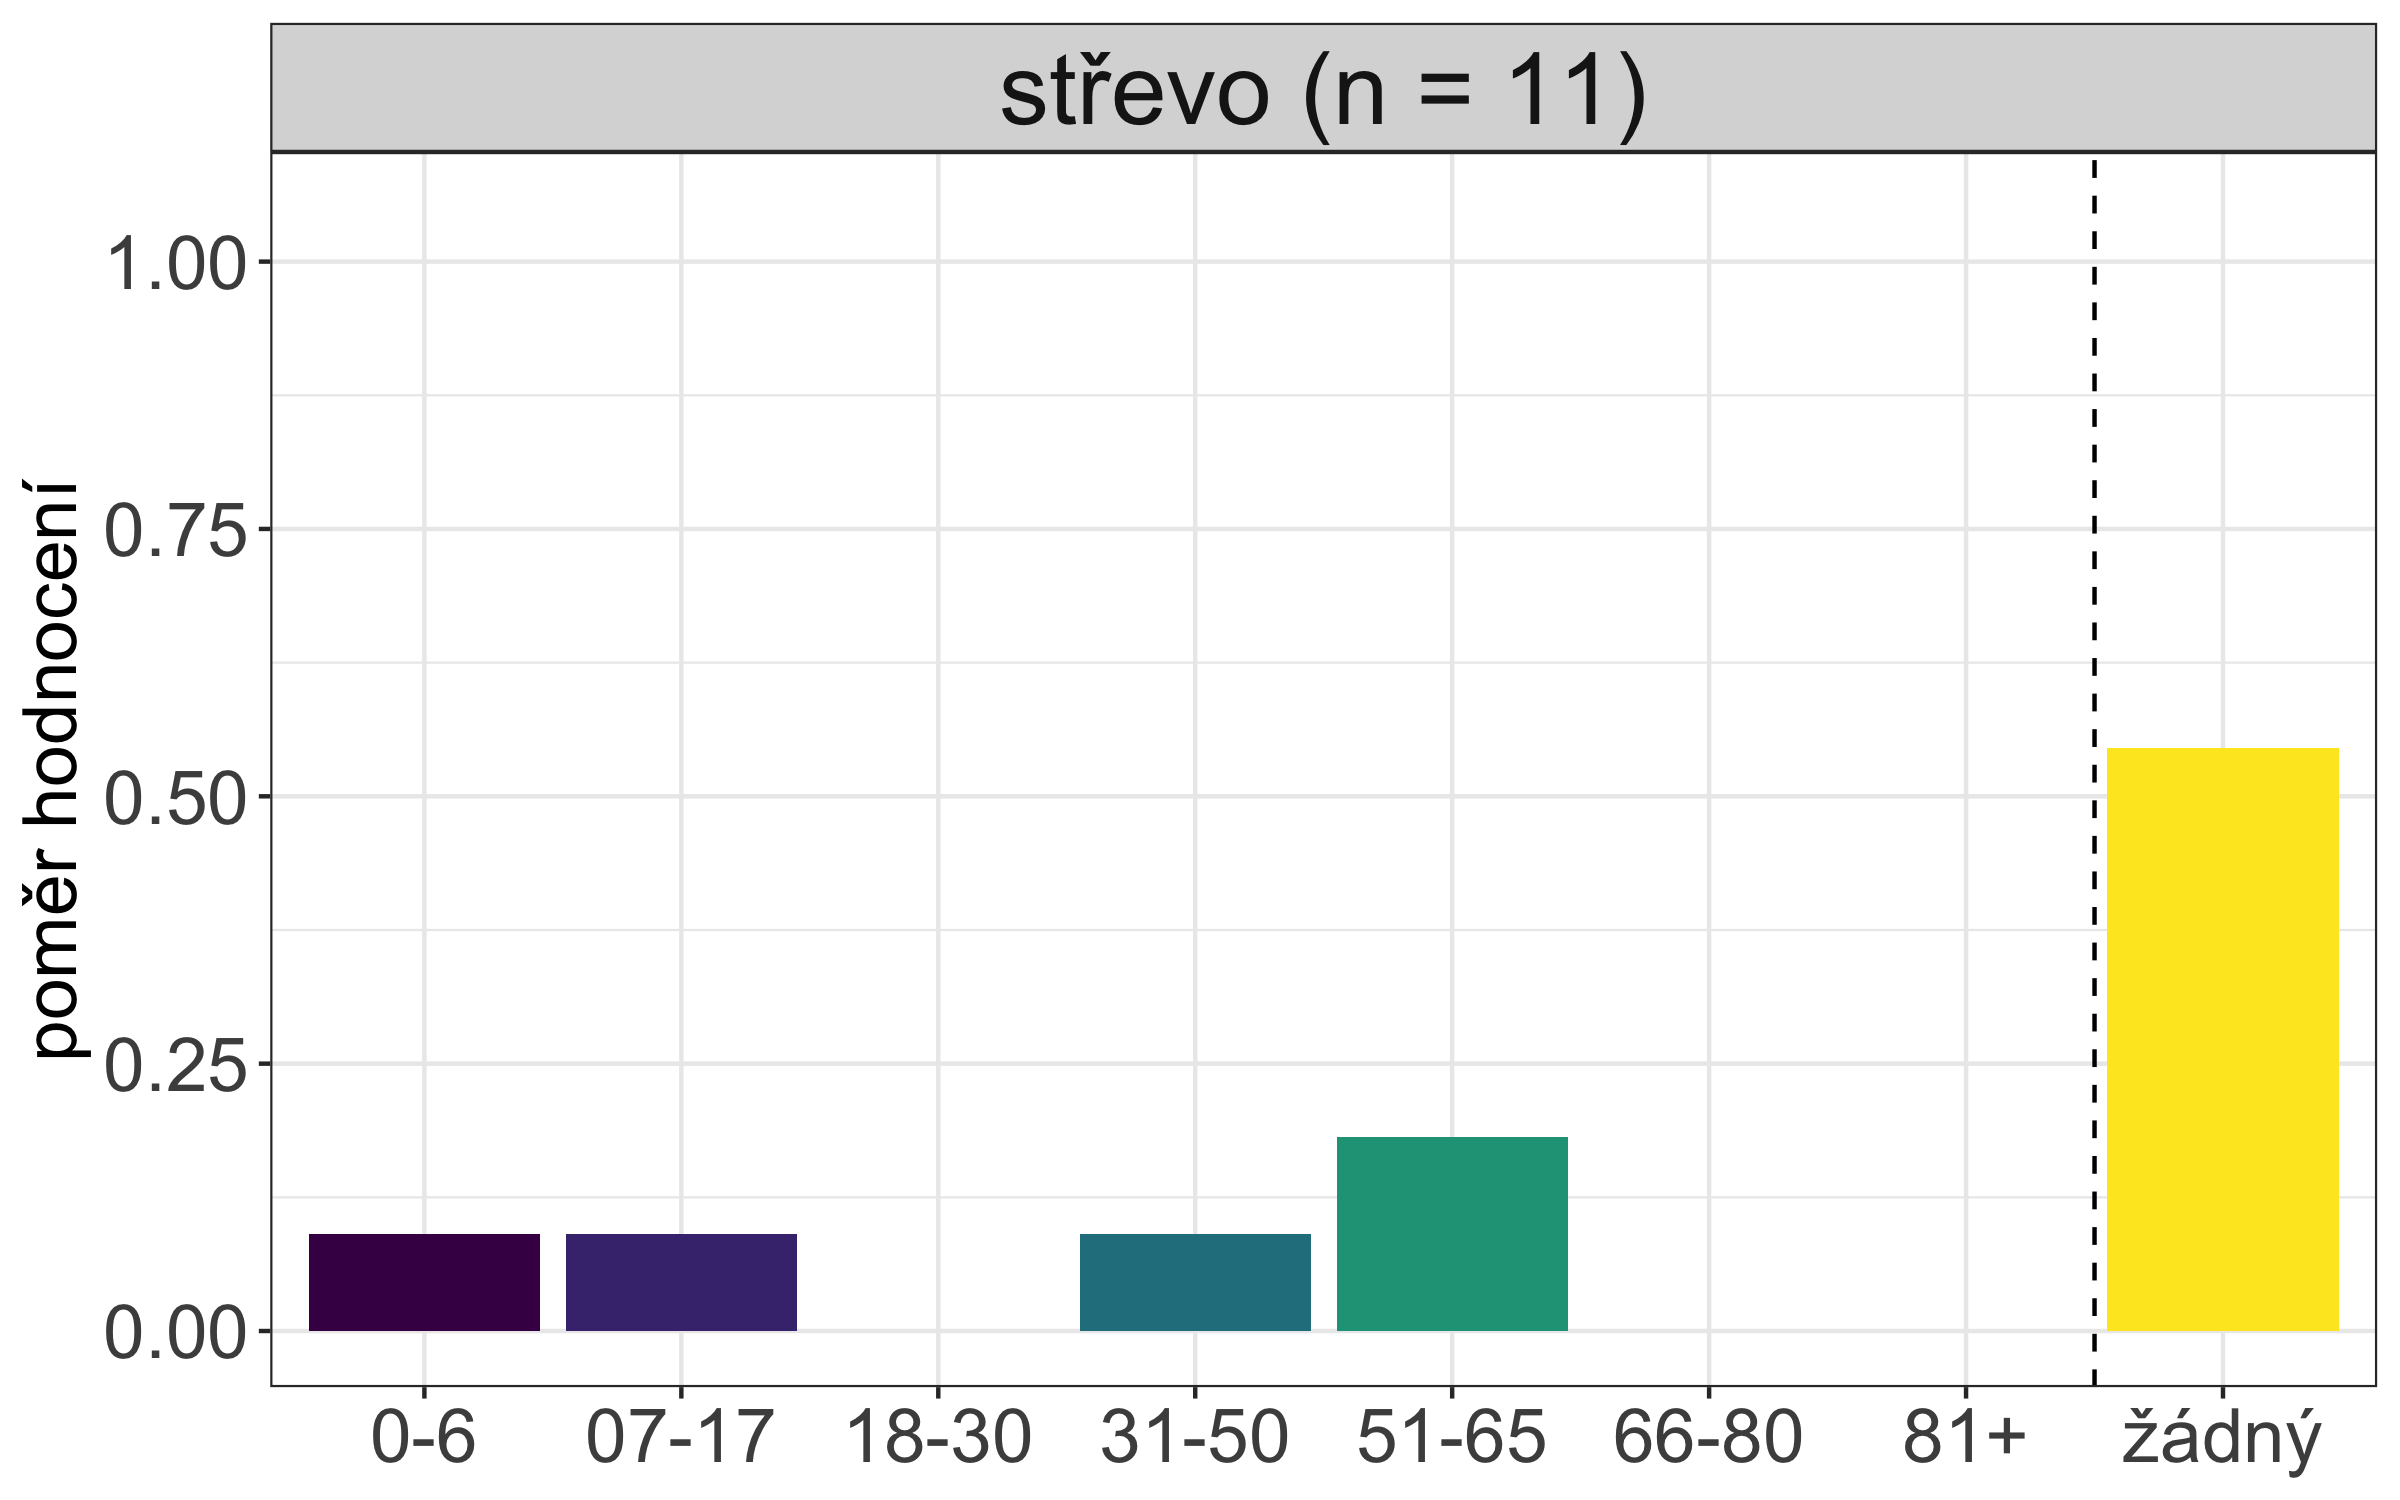 střevo (n = 11)
poměr hodnocení
1.00
0.75
0.50
0.25
0.00
0-6 07-17 18-30 31-50 51-65 66-80 81+ žádný